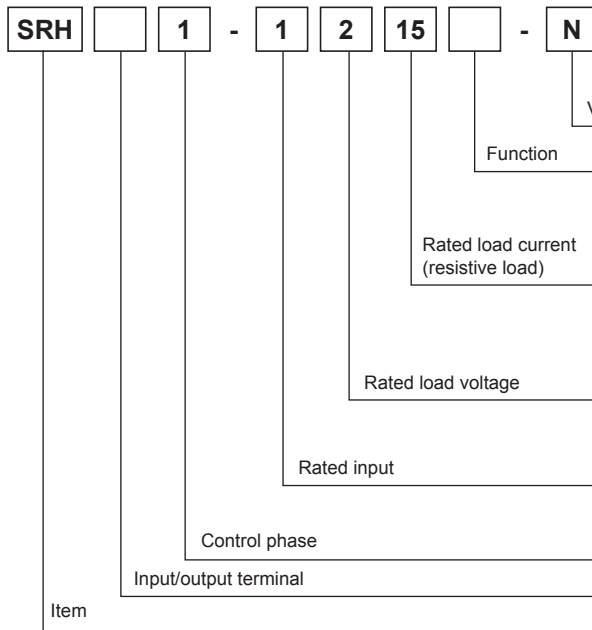 SRH 1 - 1 2 15 - N
V
Function
Rated load current
(resistive load)
Rated load voltage
Rated input
Control phase
Input/output terminal
Item